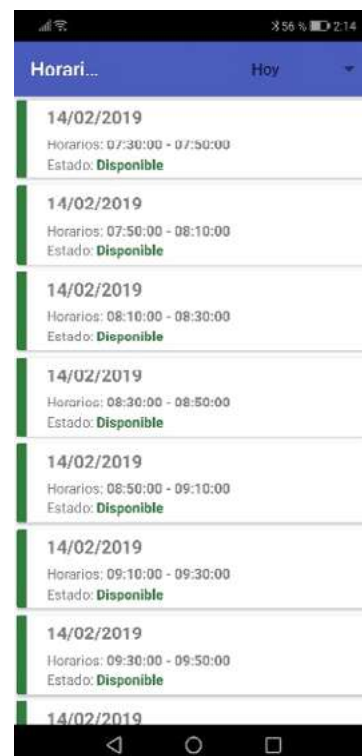 56 % 2:14
Horari... Hoy
14/02/2019
Horarios: 07:30:00 - 07:50:00
Estado: Disponible
14/02/2019
Horarios: 07:50:00 - 08:10:00
Estado: Disponible
14/02/2019
Horarios: 08:10:00 - 08:30:00
Estado: Disponible
14/02/2019
Horarios: 08:30:00 - 08:50:00
Estado: Disponible
14/02/2019
Horarios: 08:50:00 - 09:10:00
Estado: Disponible
14/02/2019
Horarios: 09:10:00 - 09:30:00
Estado: Disponible
14/02/2019
Horarios: 09:30:00 - 09:50:00
Estado: Disponible
14/02/2019